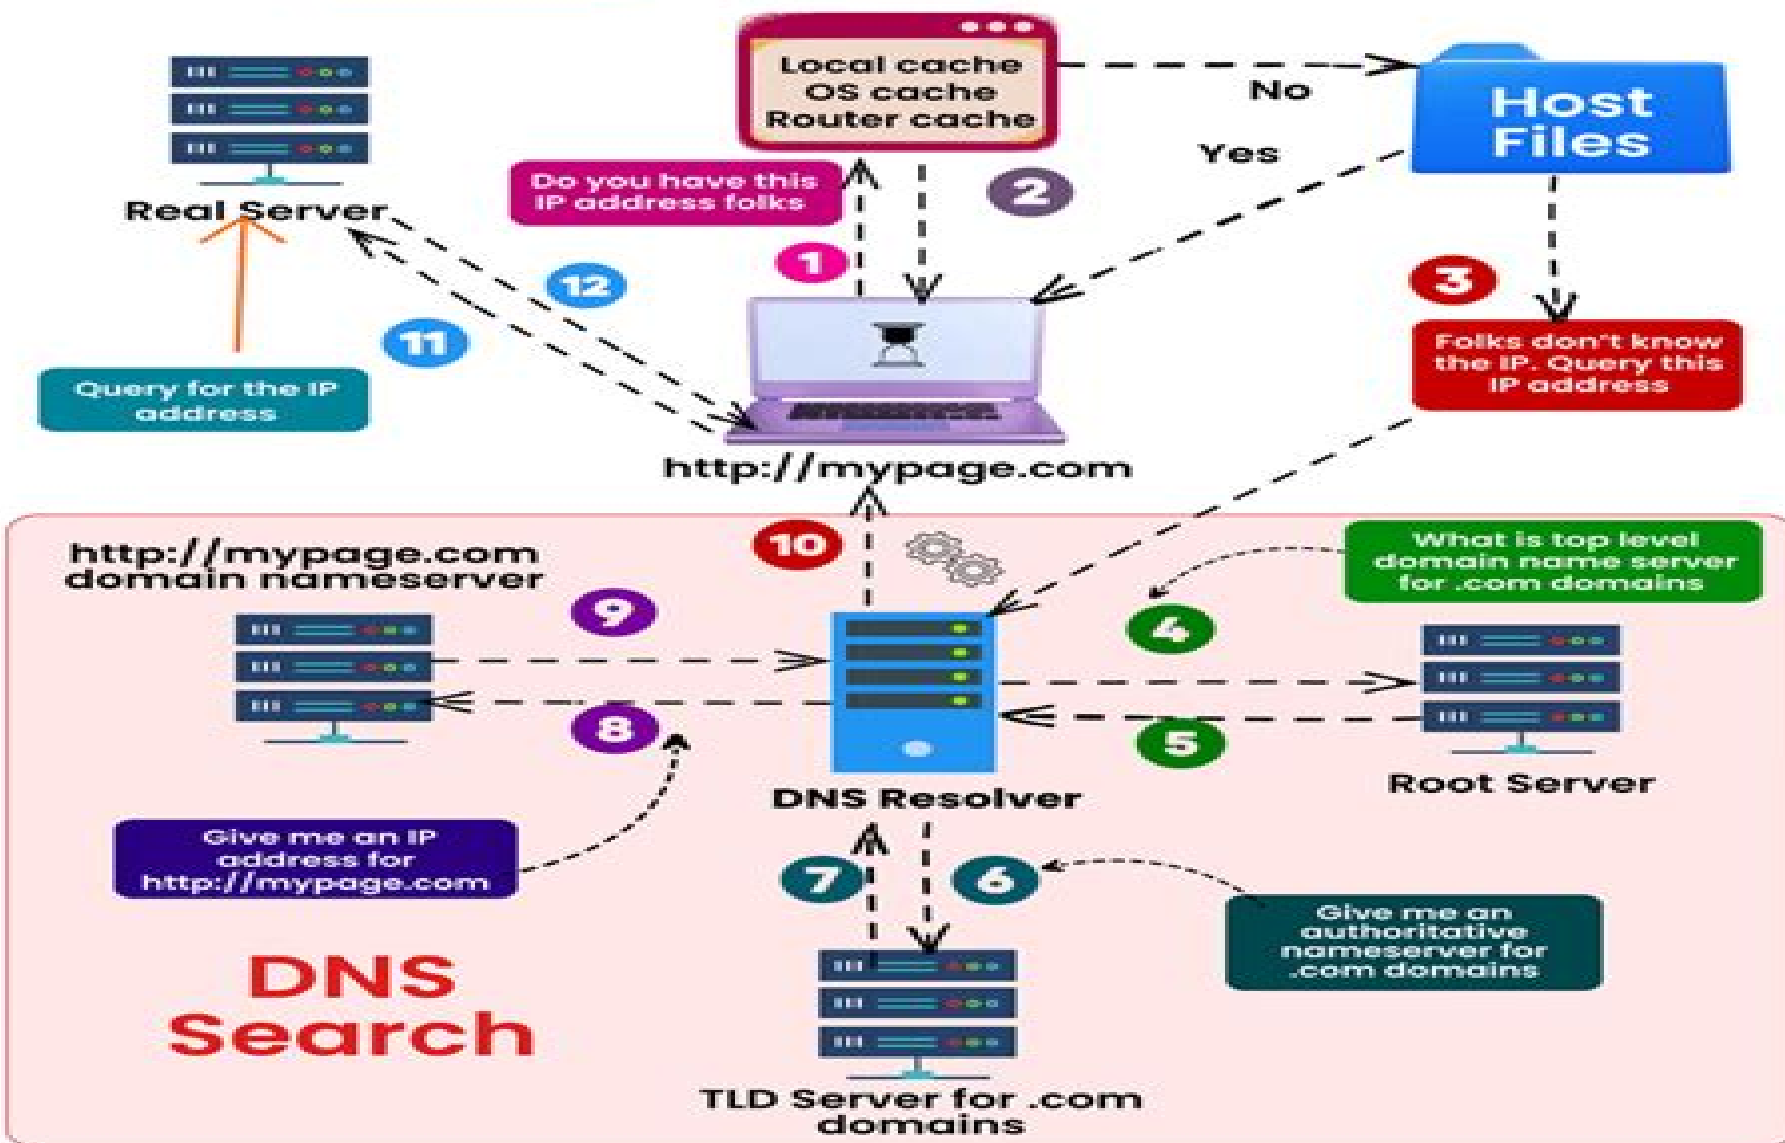 Local cache
OS cache
Router cache
No
Host
Files
Yes
Do you have this
IP address folks
2
Real Server
1
12
3
11
Folks don't know
the IP. Query this
IP address
Query for the IP
address
http://mypage.com
10
What is top level
domain name server
for .com domains
http://mypage.com
domain nameserver
9
4
8
5
DNS Resolver
Root Server
Give me an IP
address for
http://mypage.com
7
6
Give me an
authoritative
nameserver for
.com domains
DNS
Search
TLD Server for .com
domains